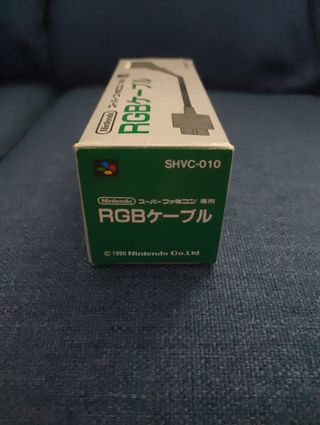 Nintendo スーパーファミコン専用
RGBケーブル
SHVC-010
Nintendo スーパーファミコン 専用
RGBケーブル
© 1990 Nintendo Co.,Ltd.